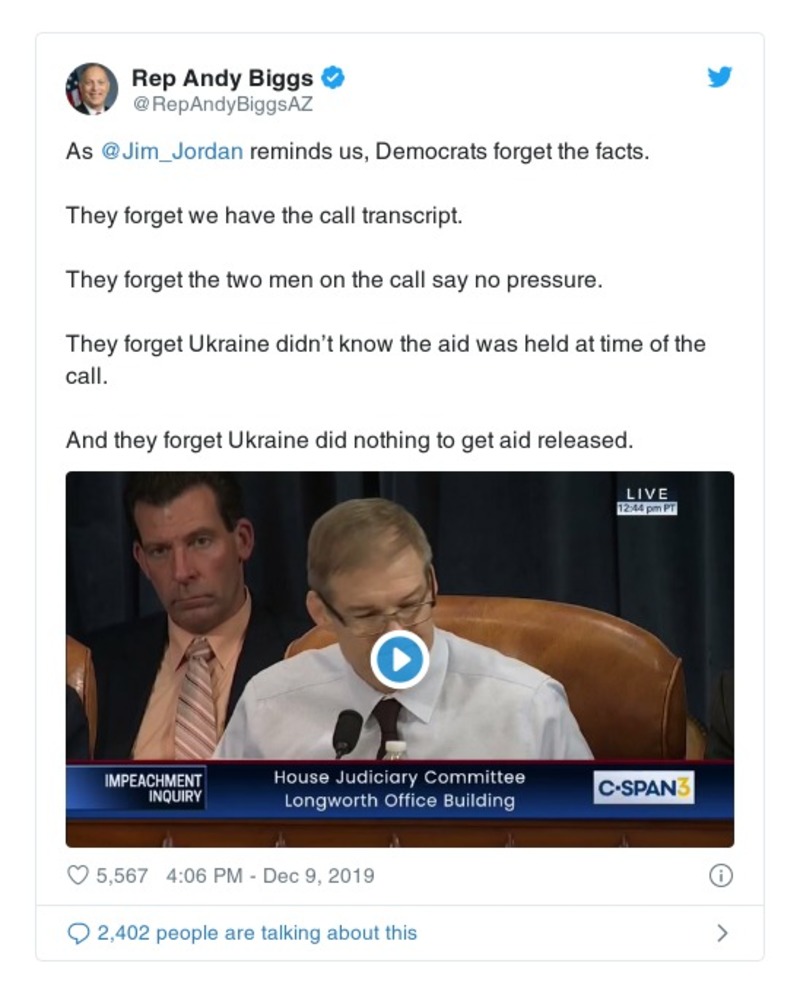 Rep Andy Biggs
@RepAndyBiggsAZ
As @Jim_Jordan reminds us, Democrats forget the facts.
They forget we have the call transcript.
They forget the two men on the call say no pressure.
They forget Ukraine didn’t know the aid was held at time of the
call.
And they forget Ukraine did nothing to get aid released.
LIVE
12:44 pm PT
IMPEACHMENT
INQUIRY
House Judiciary Committee
Longworth Office Building
C-SPAN3
5,567 4:06 PM - Dec 9, 2019
2,402 people are talking about this